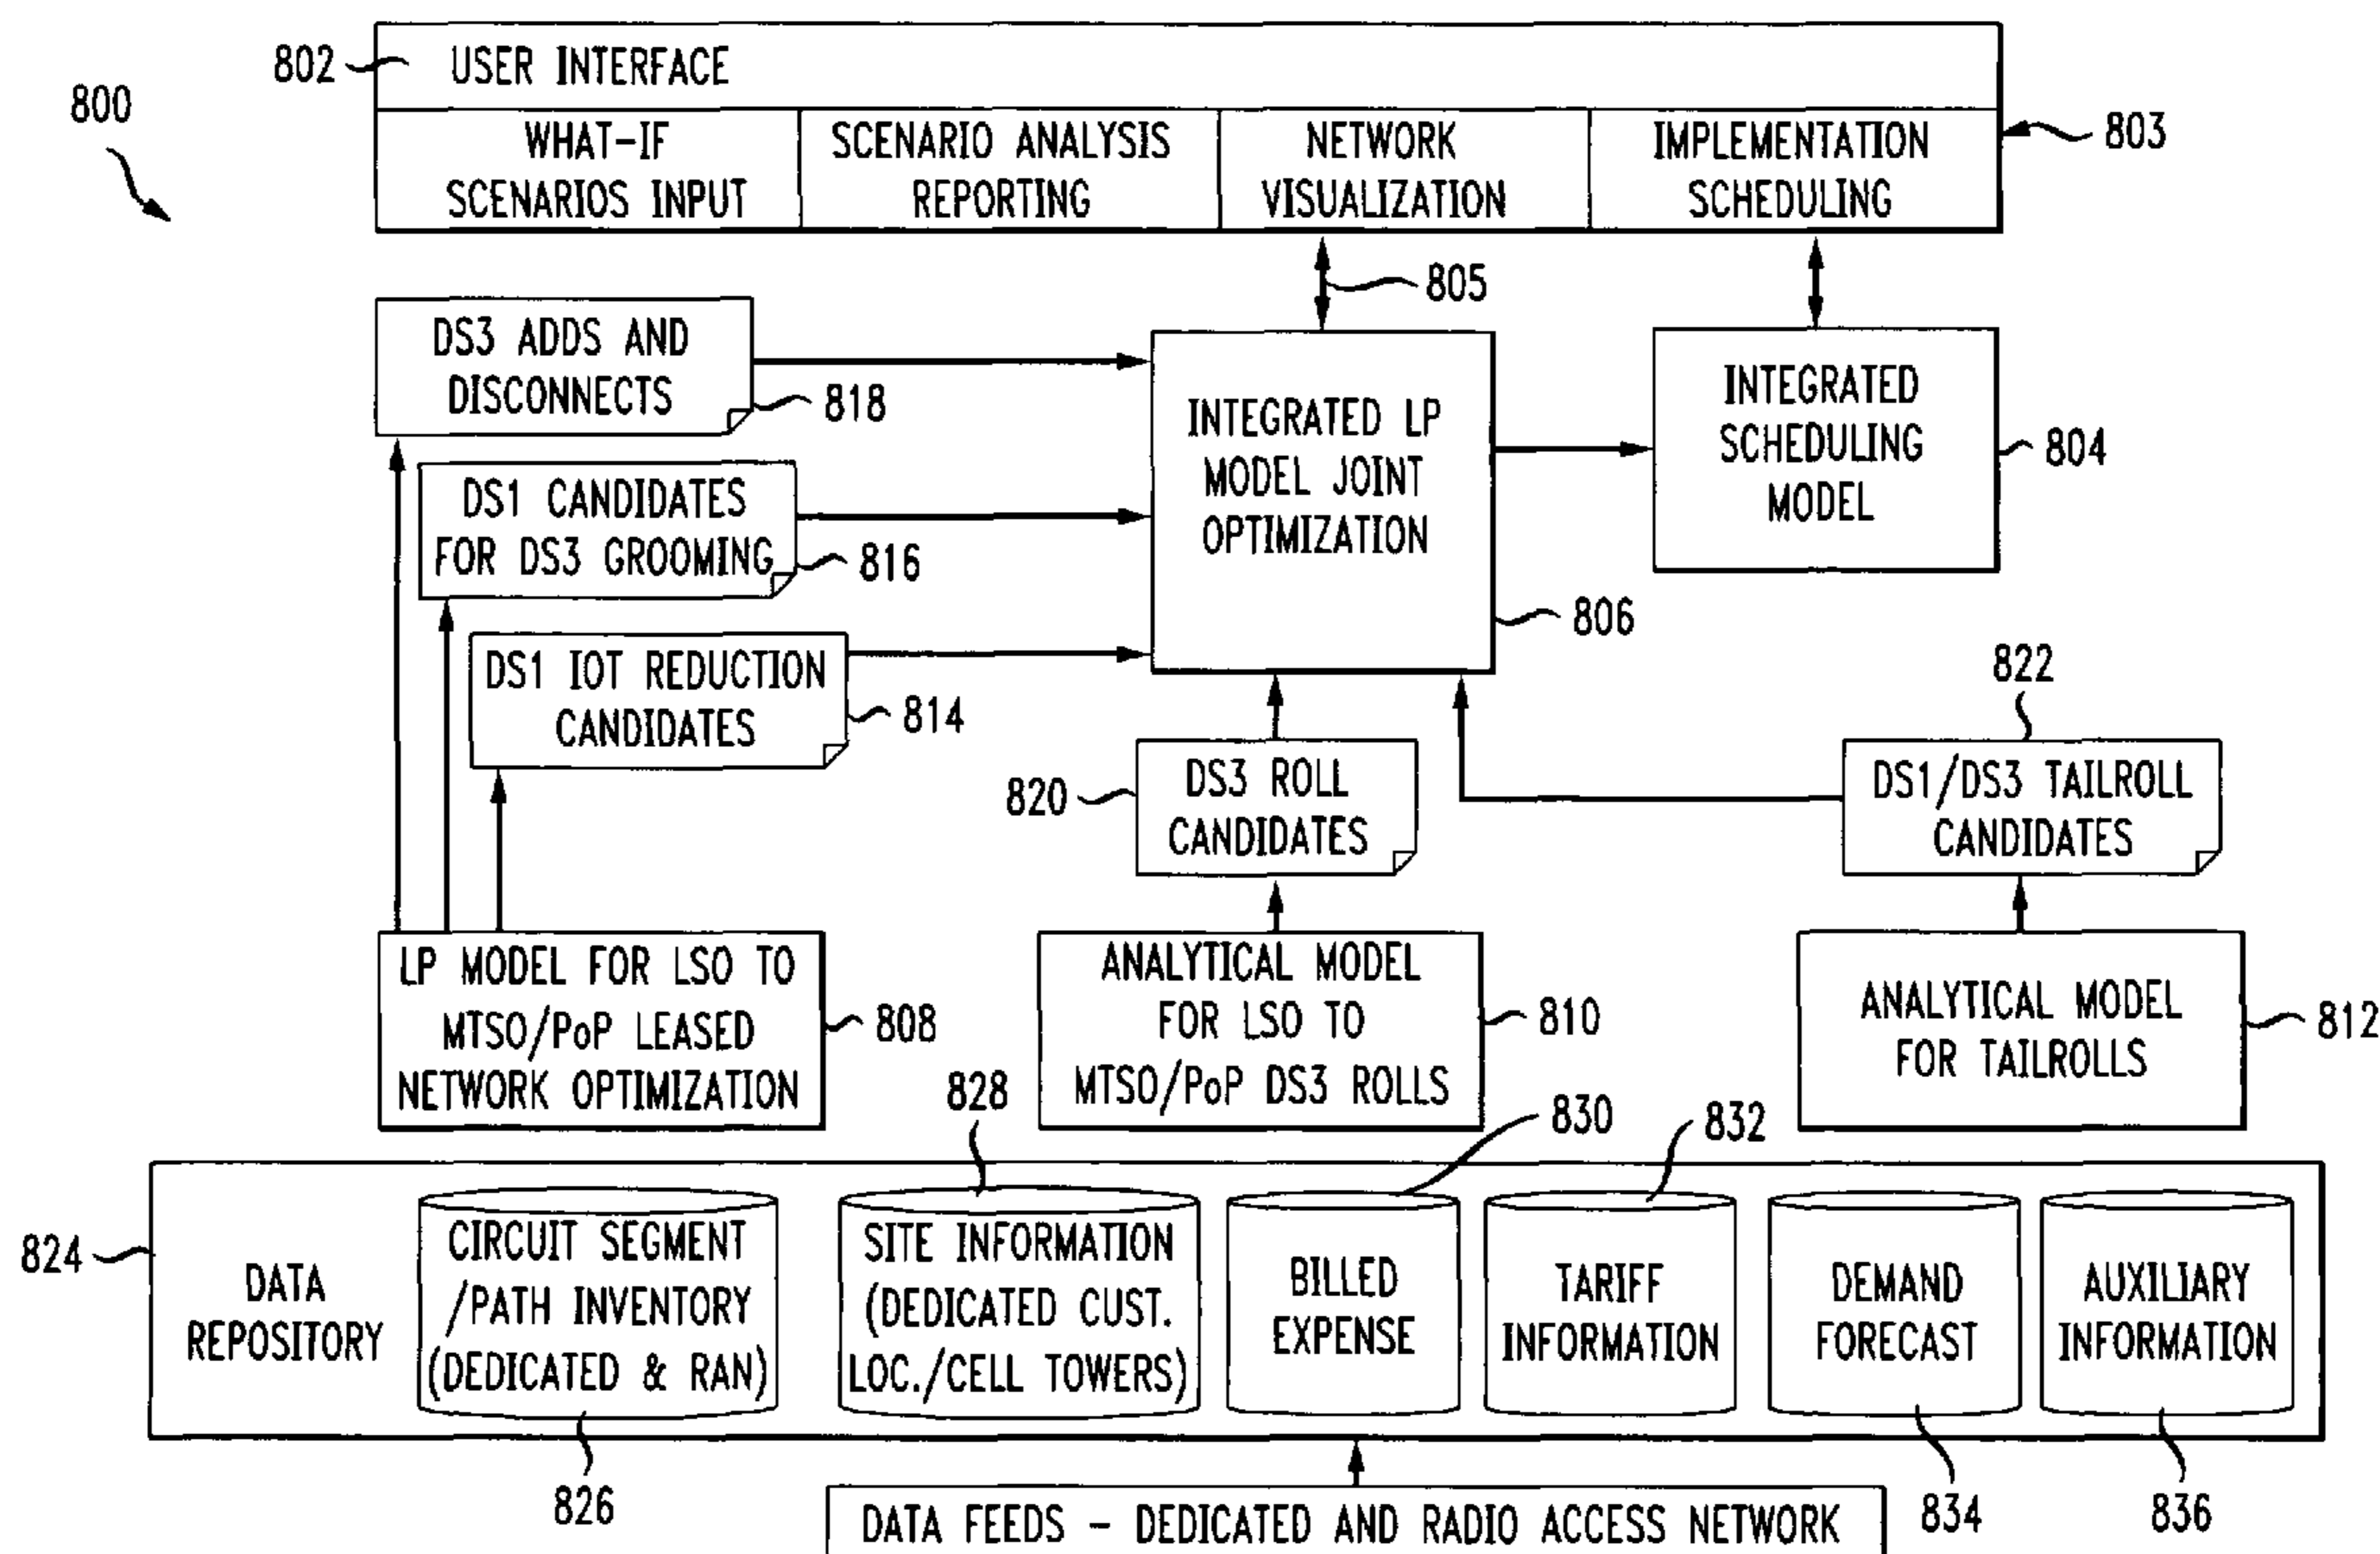 802
USER INTERFACE
800
WHAT-IF
SCENARIOS INPUT
SCENARIO ANALYSIS
REPORTING
NETWORK
VISUALIZATION
IMPLEMENTATION
SCHEDULING
803
805
DS3 ADDS AND
DISCONNECTS
818
DS1 CANDIDATES
FOR DS3 GROOMING
816
DS1 IOT REDUCTION
CANDIDATES
814
INTEGRATED LP
MODEL JOINT
OPTIMIZATION
806
INTEGRATED
SCHEDULING
MODEL
804
820
DS3 ROLL
CANDIDATES
822
DS1/DS3 TAILROLL
CANDIDATES
LP MODEL FOR LSO TO
MTSO/PoP LEASED
NETWORK OPTIMIZATION
808
ANALYTICAL MODEL
FOR LSO TO
MTSO/PoP DS3 ROLLS
810
ANALYTICAL MODEL
FOR TAILROLLS
812
828
830
832
824
DATA
REPOSITORY
CIRCUIT SEGMENT
/PATH INVENTORY
(DEDICATED & RAN)
SITE INFORMATION
(DEDICATED CUST.
LOC./CELL TOWERS)
BILLED
EXPENSE
TARIFF
INFORMATION
DEMAND
FORECAST
AUXILIARY
INFORMATION
826
834
836
DATA FEEDS - DEDICATED AND RADIO ACCESS NETWORK